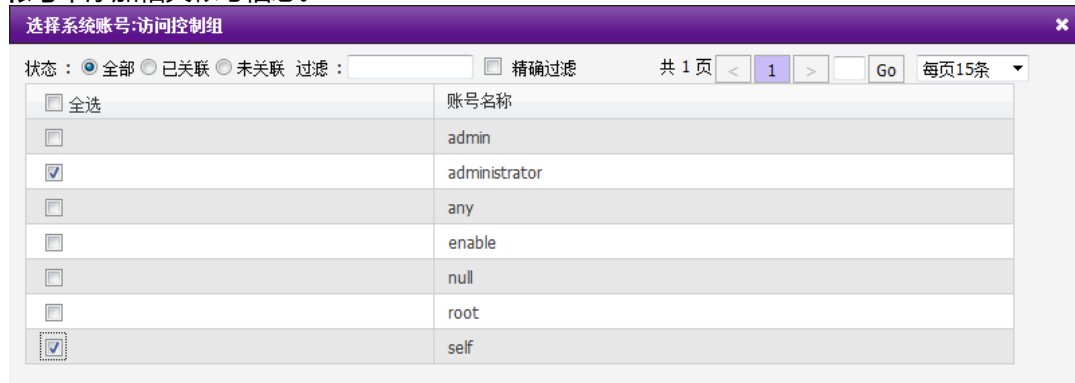 选择系统账号:访问控制组
状态： 全部 已关联 未关联 过滤： 精确过滤 共 1 页 < 1 > Go 每页15条
全选 账号名称
admin
administrator
any
enable
null
root
self